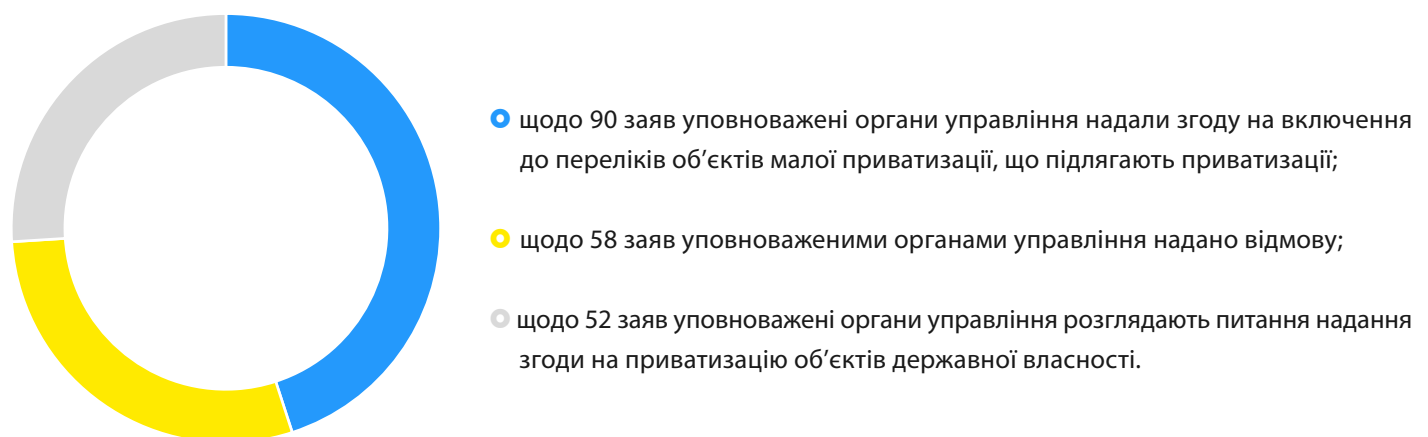 щодо 90 заяв уповноважені органи управління надали згоду на включення
до переліків об’єктів малої приватизації, що підлягають приватизації;
щодо 58 заяв уповноваженими органами управління надано відмову;
щодо 52 заяв уповноважені органи управління розглядають питання надання
згоди на приватизацію об’єктів державної власності.